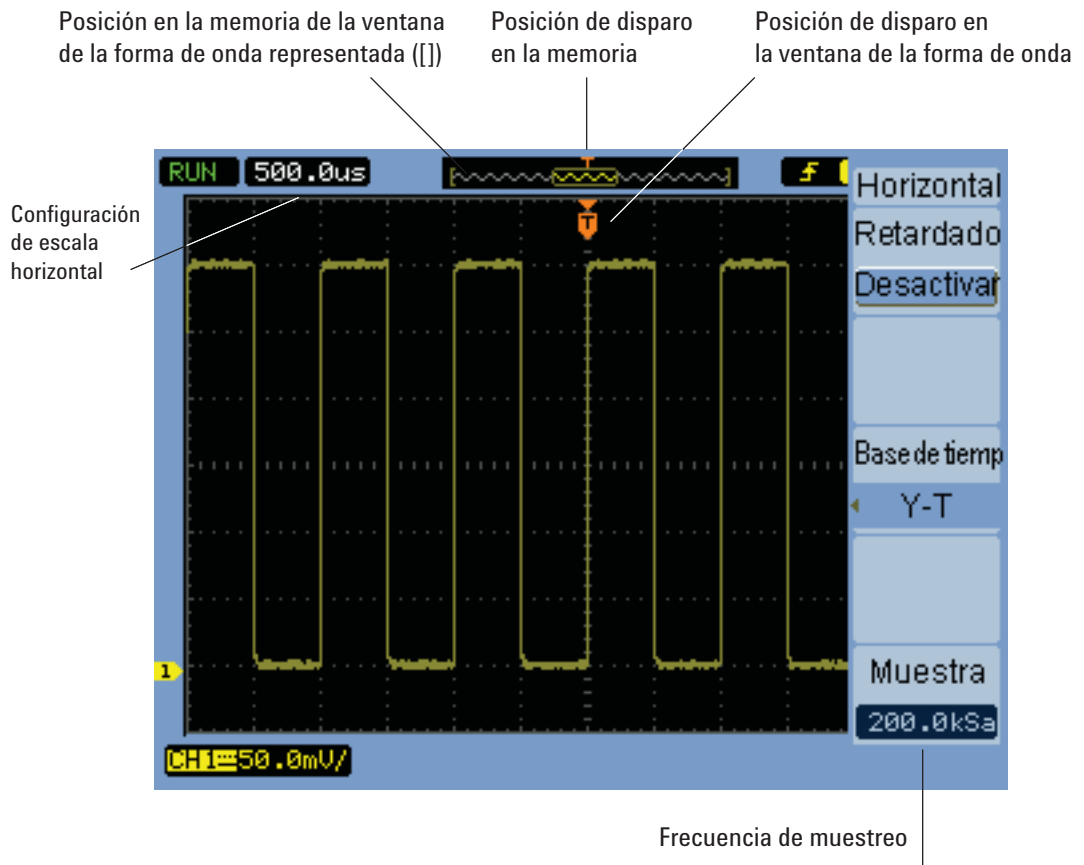 Posición en la memoria de la ventana
de la forma de onda representada ([])
Posición de disparo
en la memoria
Posición de disparo en
la ventana de la forma de onda
RUN 500.0us
T
Configuración
de escala
horizontal
T
Horizontal
Retardado
Desactivar
Base de tiemp
Y-T
Muestra
200.0kSa
1
CH1 50.0mV/
Frecuencia de muestreo